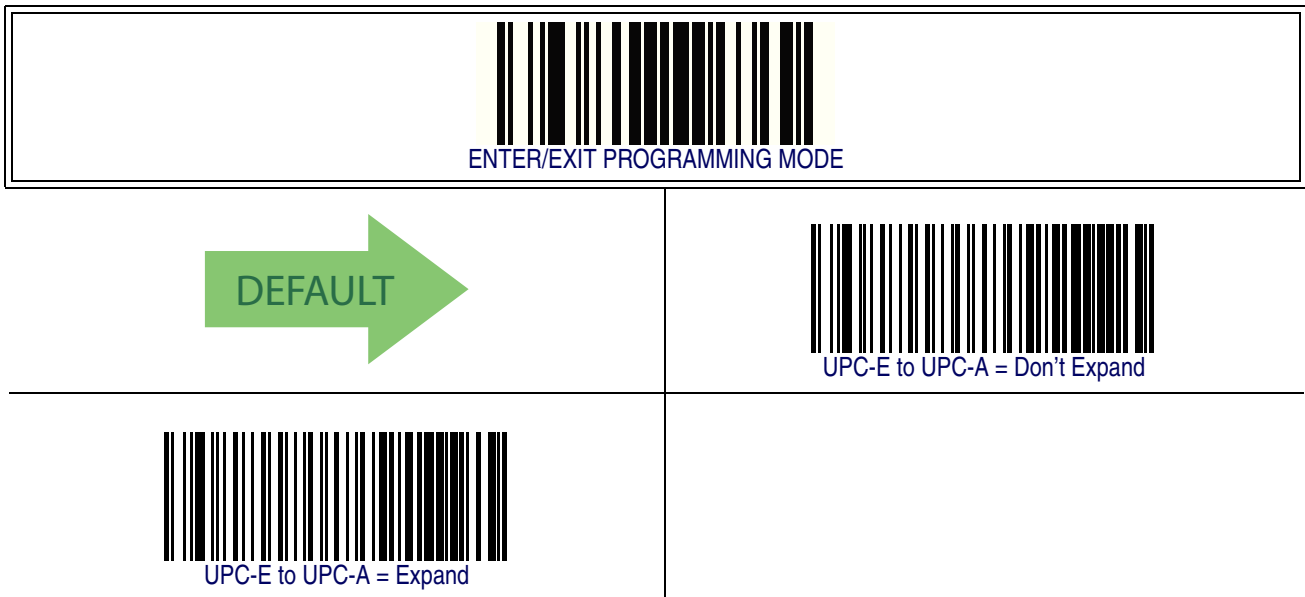 ENTER/EXIT PROGRAMMING MODE
DEFAULT
UPC-E to UPC-A = Don't Expand
UPC-E to UPC-A = Expand